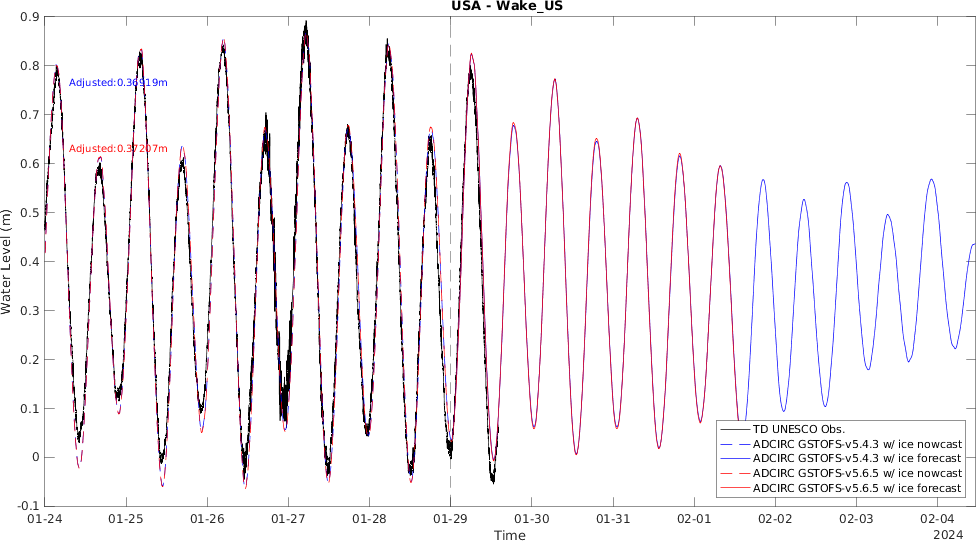 USA - Wake_US
0.9
0.8
0.7
0.6
0.5
0.4
0.3
0.2
0.1
0
-0.1
Water Level (m)
Adjusted:0.36919m
Adjusted:0.37207m
TD UNESCO Obs.
ADCIRC GSTOFS-v5.4.3 w/ ice nowcast
ADCIRC GSTOFS-v5.4.3 w/ ice forecast
ADCIRC GSTOFS-v5.6.5 w/ ice nowcast
ADCIRC GSTOFS-v5.6.5 w/ ice forecast
01-24 01-25 01-26 01-27 01-28 01-29 01-30 01-31 02-01 02-02 02-03 02-04
Time
2024